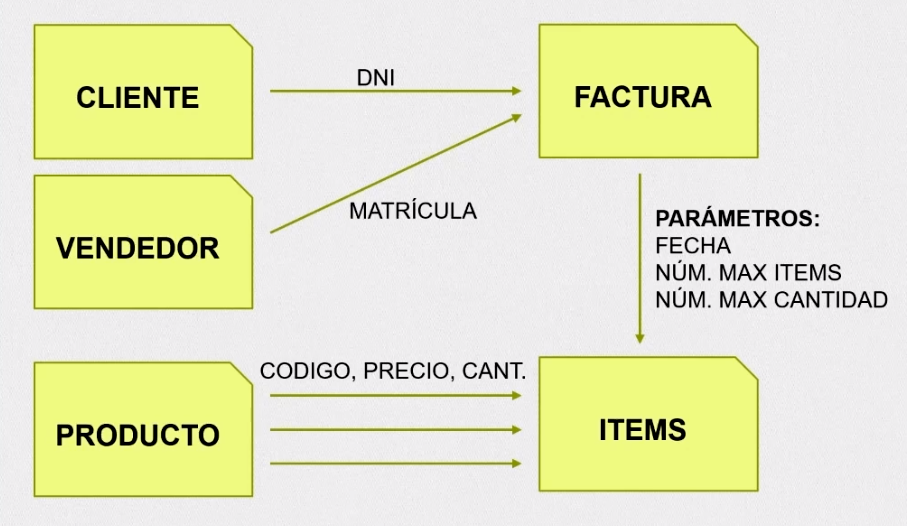 CLIENTE
DNI
FACTURA
MATRÍCULA
VENDEDOR
PARÁMETROS:
FECHA
NÚM. MAX ITEMS
NÚM. MAX CANTIDAD
CODIGO, PRECIO, CANT.
PRODUCTO
ITEMS